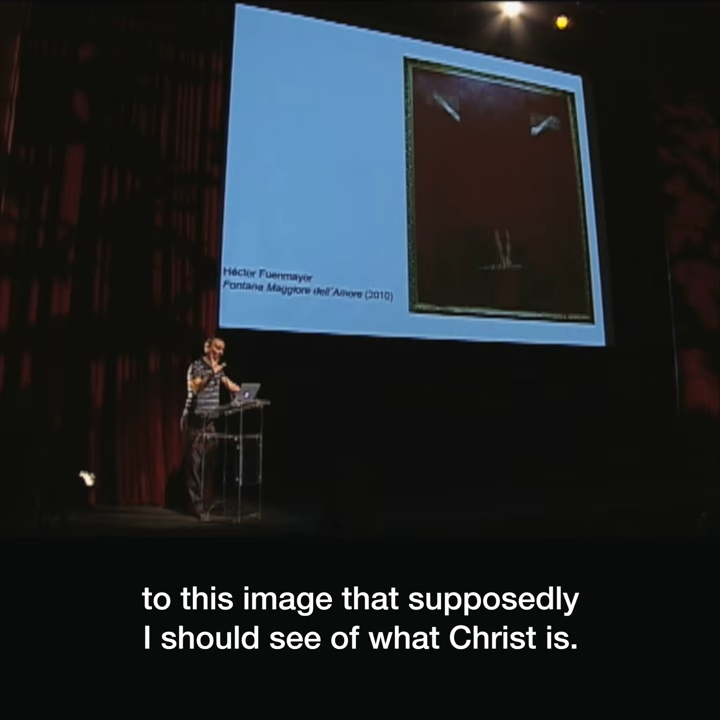 Héctor Fuenmayor
Fontana Maggiore dell'Amore (2010)
to this image that supposedly
I should see of what Christ is.